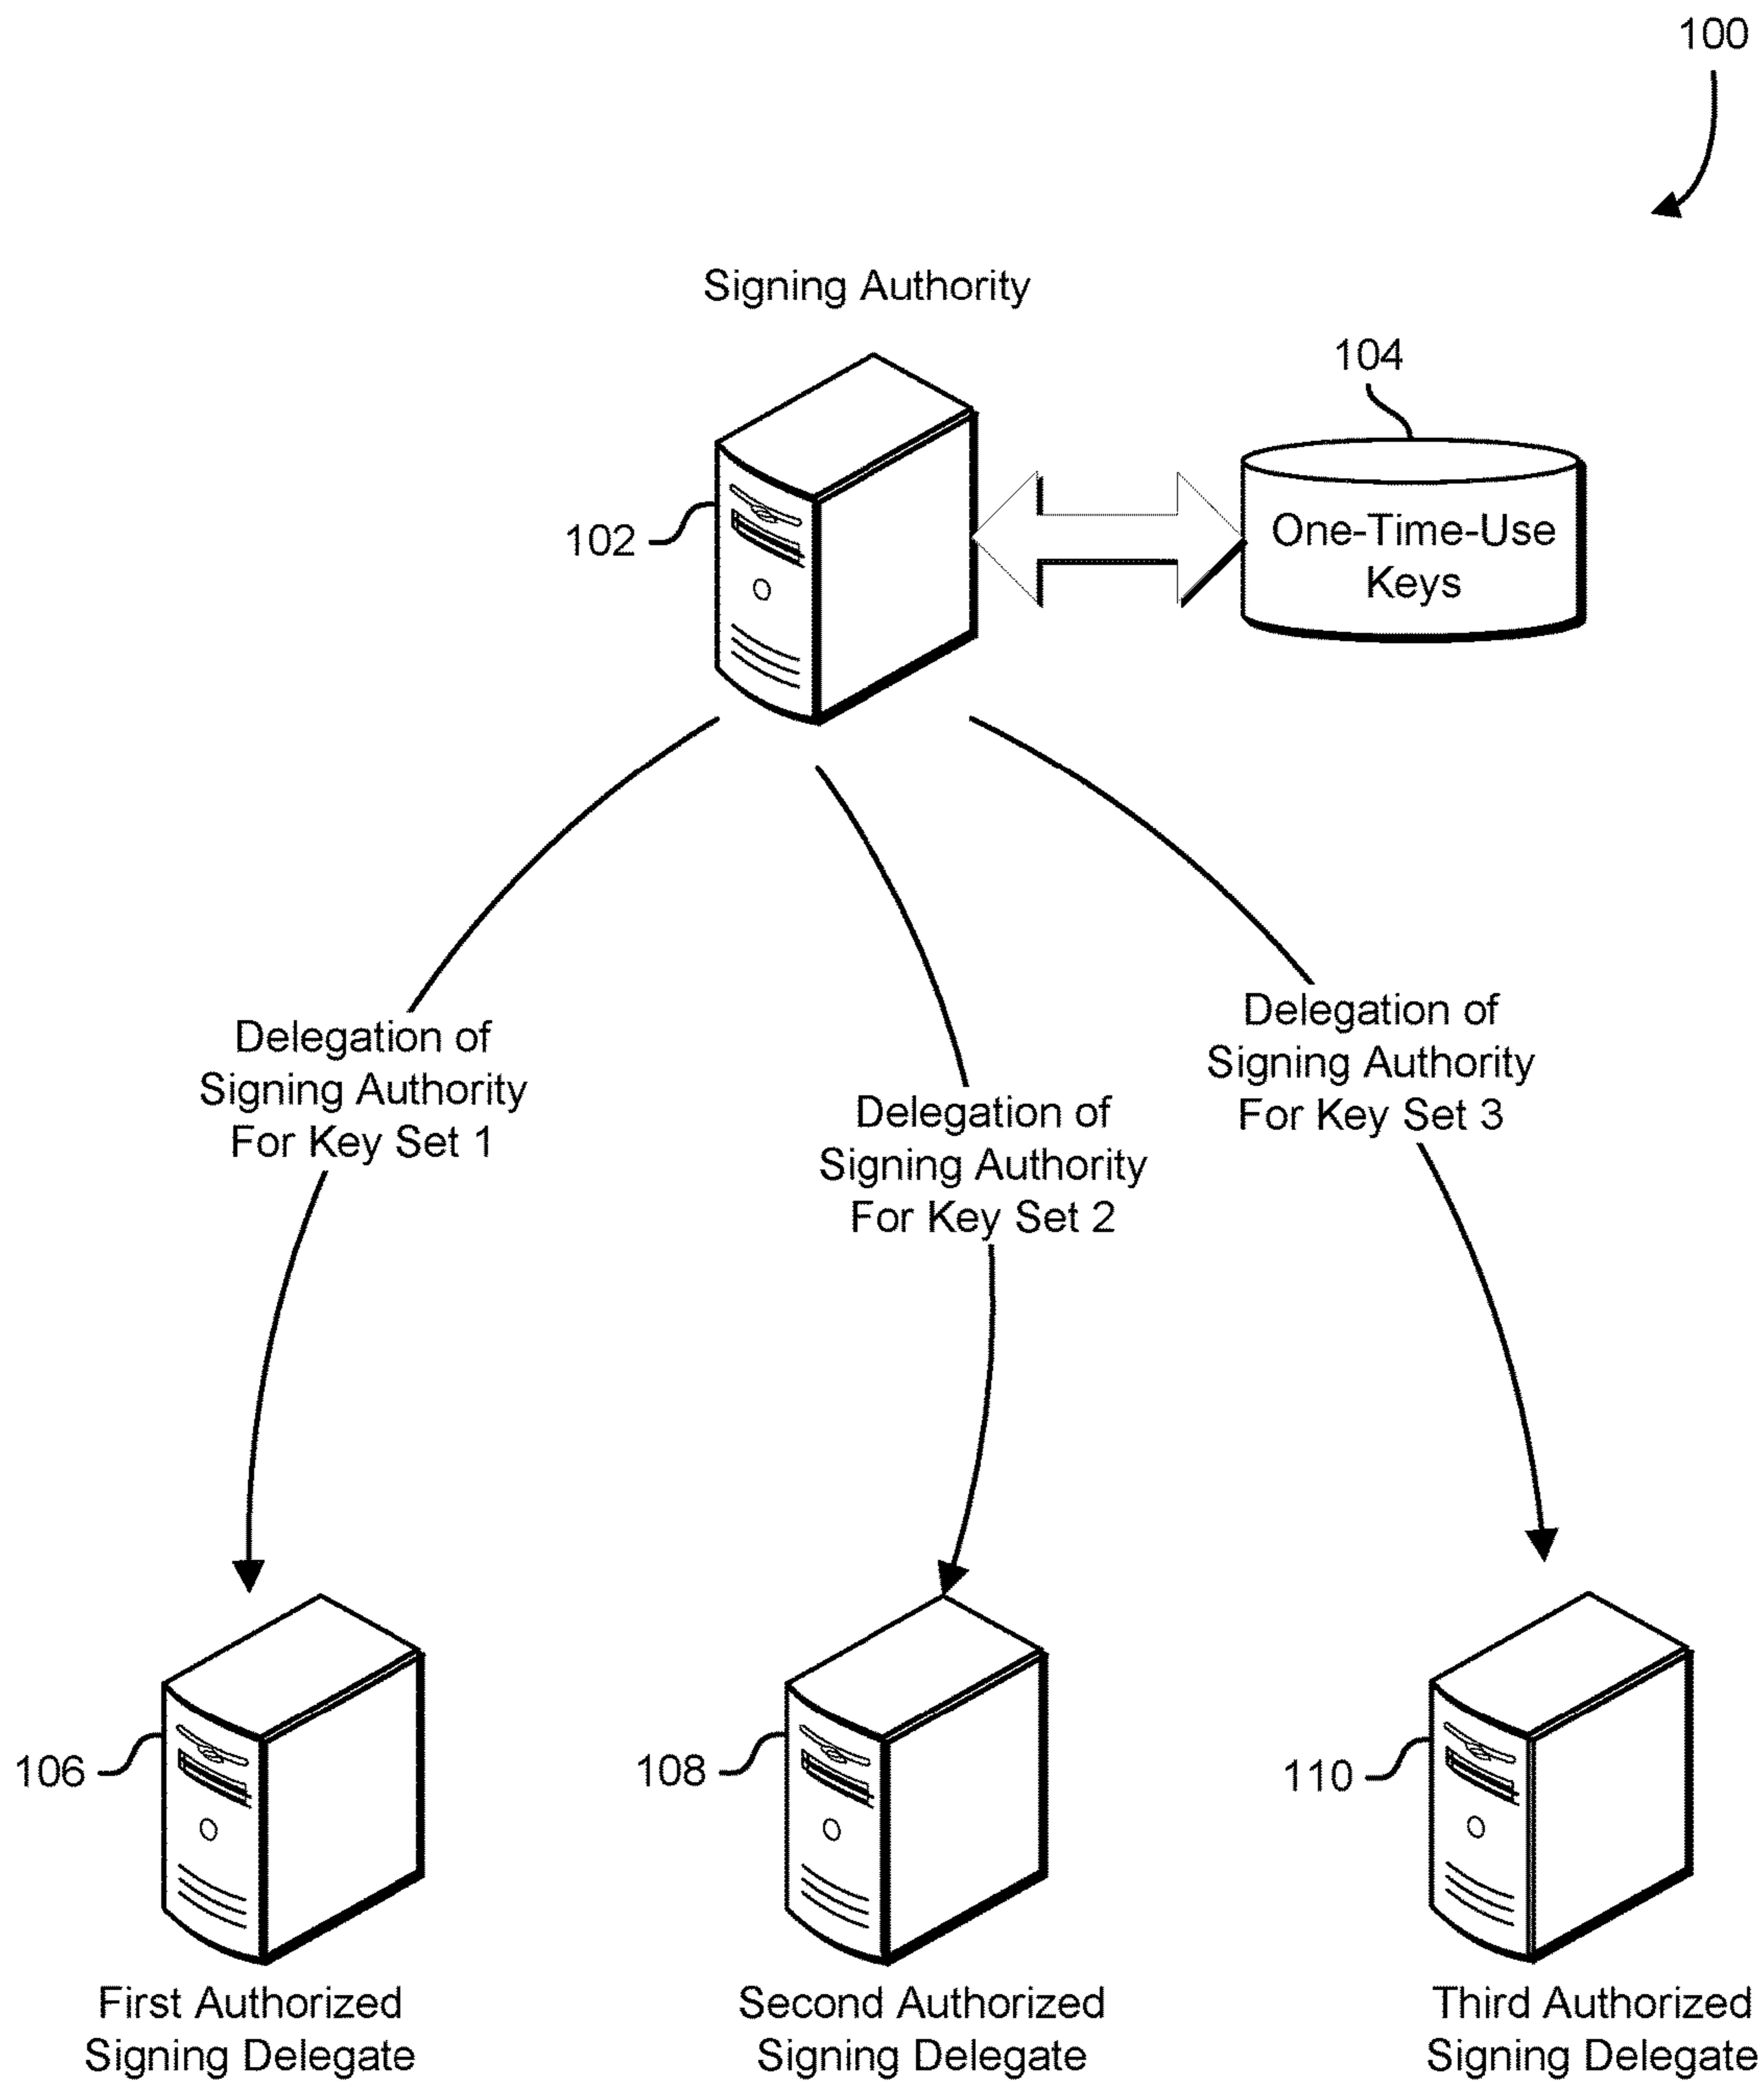 100
Signing Authority
104
One-Time-Use
Keys
102
Delegation of
Signing Authority
For Key Set 1
Delegation of
Signing Authority
For Key Set 2
Delegation of
Signing Authority
For Key Set 3
106
108
110
First Authorized
Signing Delegate
Second Authorized
Signing Delegate
Third Authorized
Signing Delegate